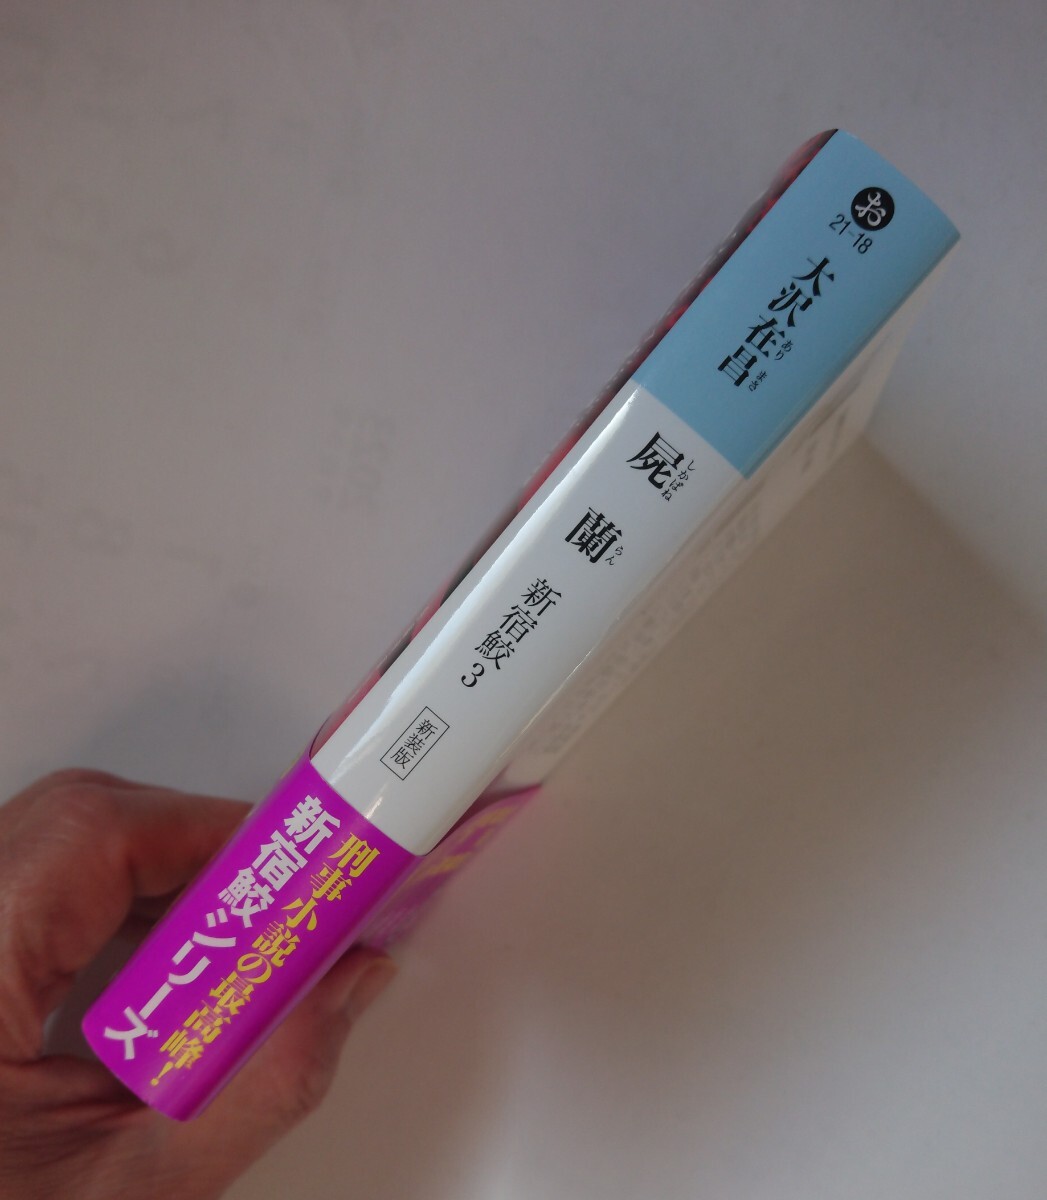 お
21-18
大沢在昌
あり まさ
屍蘭
しかばね らん
新宿鮫3
新装版
刑事小説の最高峰!
新宿鮫シリーズ